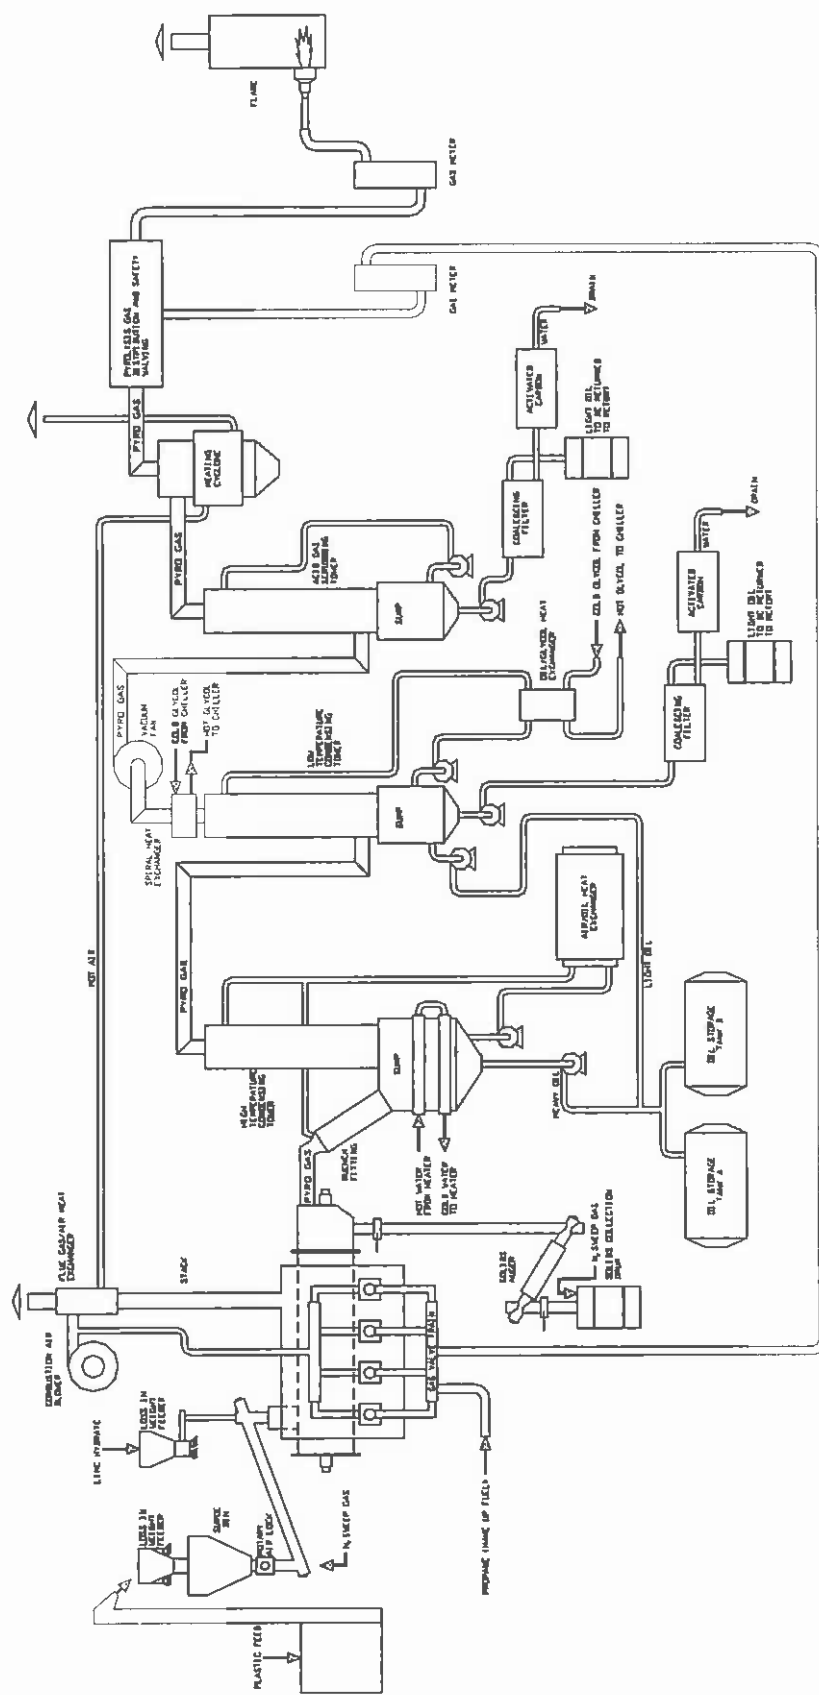 PLASTIC FEED
LOSS IN
WEIGHT
FEEDER
SURGE
BIN
ROTARY
AIR LOCK
N₂ SWEEP GAS
LIME HYDRATE
LOSS IN
WEIGHT
FEEDER
COMBUSTION AIR
BLOWER
FLUE GAS/AIR HEAT
EXCHANGER
STACK
HOT AIR
GAS VALVE TRAIN
PROPANE (MAKE UP FUEL)
SOLIDS
AUGER
N₂ SWEEP GAS
SOLIDS COLLECTION
DRUM
PYRO GAS
QUENCH
FITTING
HIGH
TEMPERATURE
CONDENSING
TOWER
SUMP
HOT WATER
FROM HEATER
COLD WATER
TO HEATER
HEAVY OIL
OIL STORAGE
TANK A
OIL STORAGE
TANK B
LIGHT OIL
AIR/OIL HEAT
EXCHANGER
PYRO GAS
SPIRAL HEAT
EXCHANGER
COLD GLYCOL
FROM CHILLER
HOT GLYCOL
TO CHILLER
VACUUM
FAN
PYRO GAS
LOW
TEMPERATURE
CONDENSING
TOWER
SUMP
OIL/GLYCOL HEAT
EXCHANGER
COLD GLYCOL FROM CHILLER
HOT GLYCOL TO CHILLER
COALESCING
FILTER
LIGHT OIL
TO BE RETURNED
TO RETORT
ACTIVATED
CARBON
WATER
DRAIN
ACID GAS
SCRUBBING
TOWER
SUMP
COALESCING
FILTER
LIGHT OIL
TO BE RETURNED
TO RETORT
ACTIVATED
CARBON
WATER
DRAIN
PYRO GAS
HEATING
CYCLONE
PYRO GAS
PYROLYSIS GAS
DISTRIBUTION AND SAFETY
VALVING
GAS METER
GAS METER
FLARE